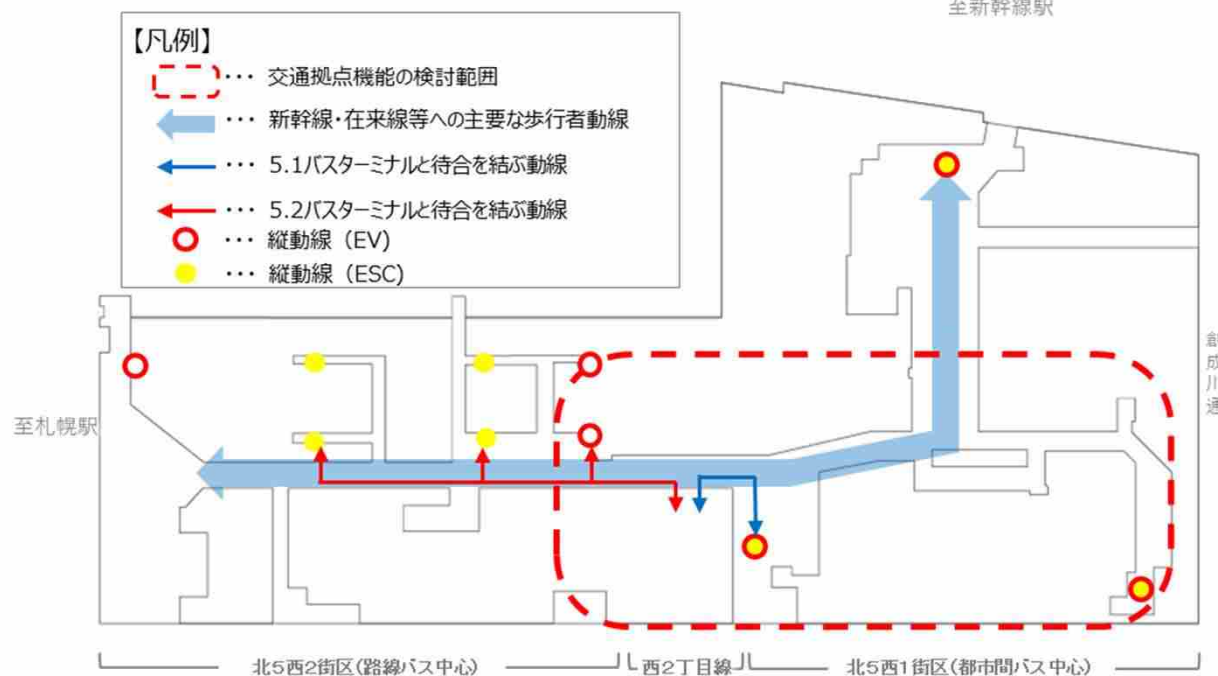 至新幹線駅
【凡例】
・・・ 交通拠点機能の検討範囲
・・・ 新幹線・在来線等への主要な歩行者動線
・・・ 5.1バスターミナルと待合を結ぶ動線
・・・ 5.2バスターミナルと待合を結ぶ動線
・・・ 縦動線（EV)
・・・ 縦動線（ESC)
創成川通
至札幌駅
北5西2街区(路線バス中心)
西2丁目線
北5西1街区(都市間バス中心)